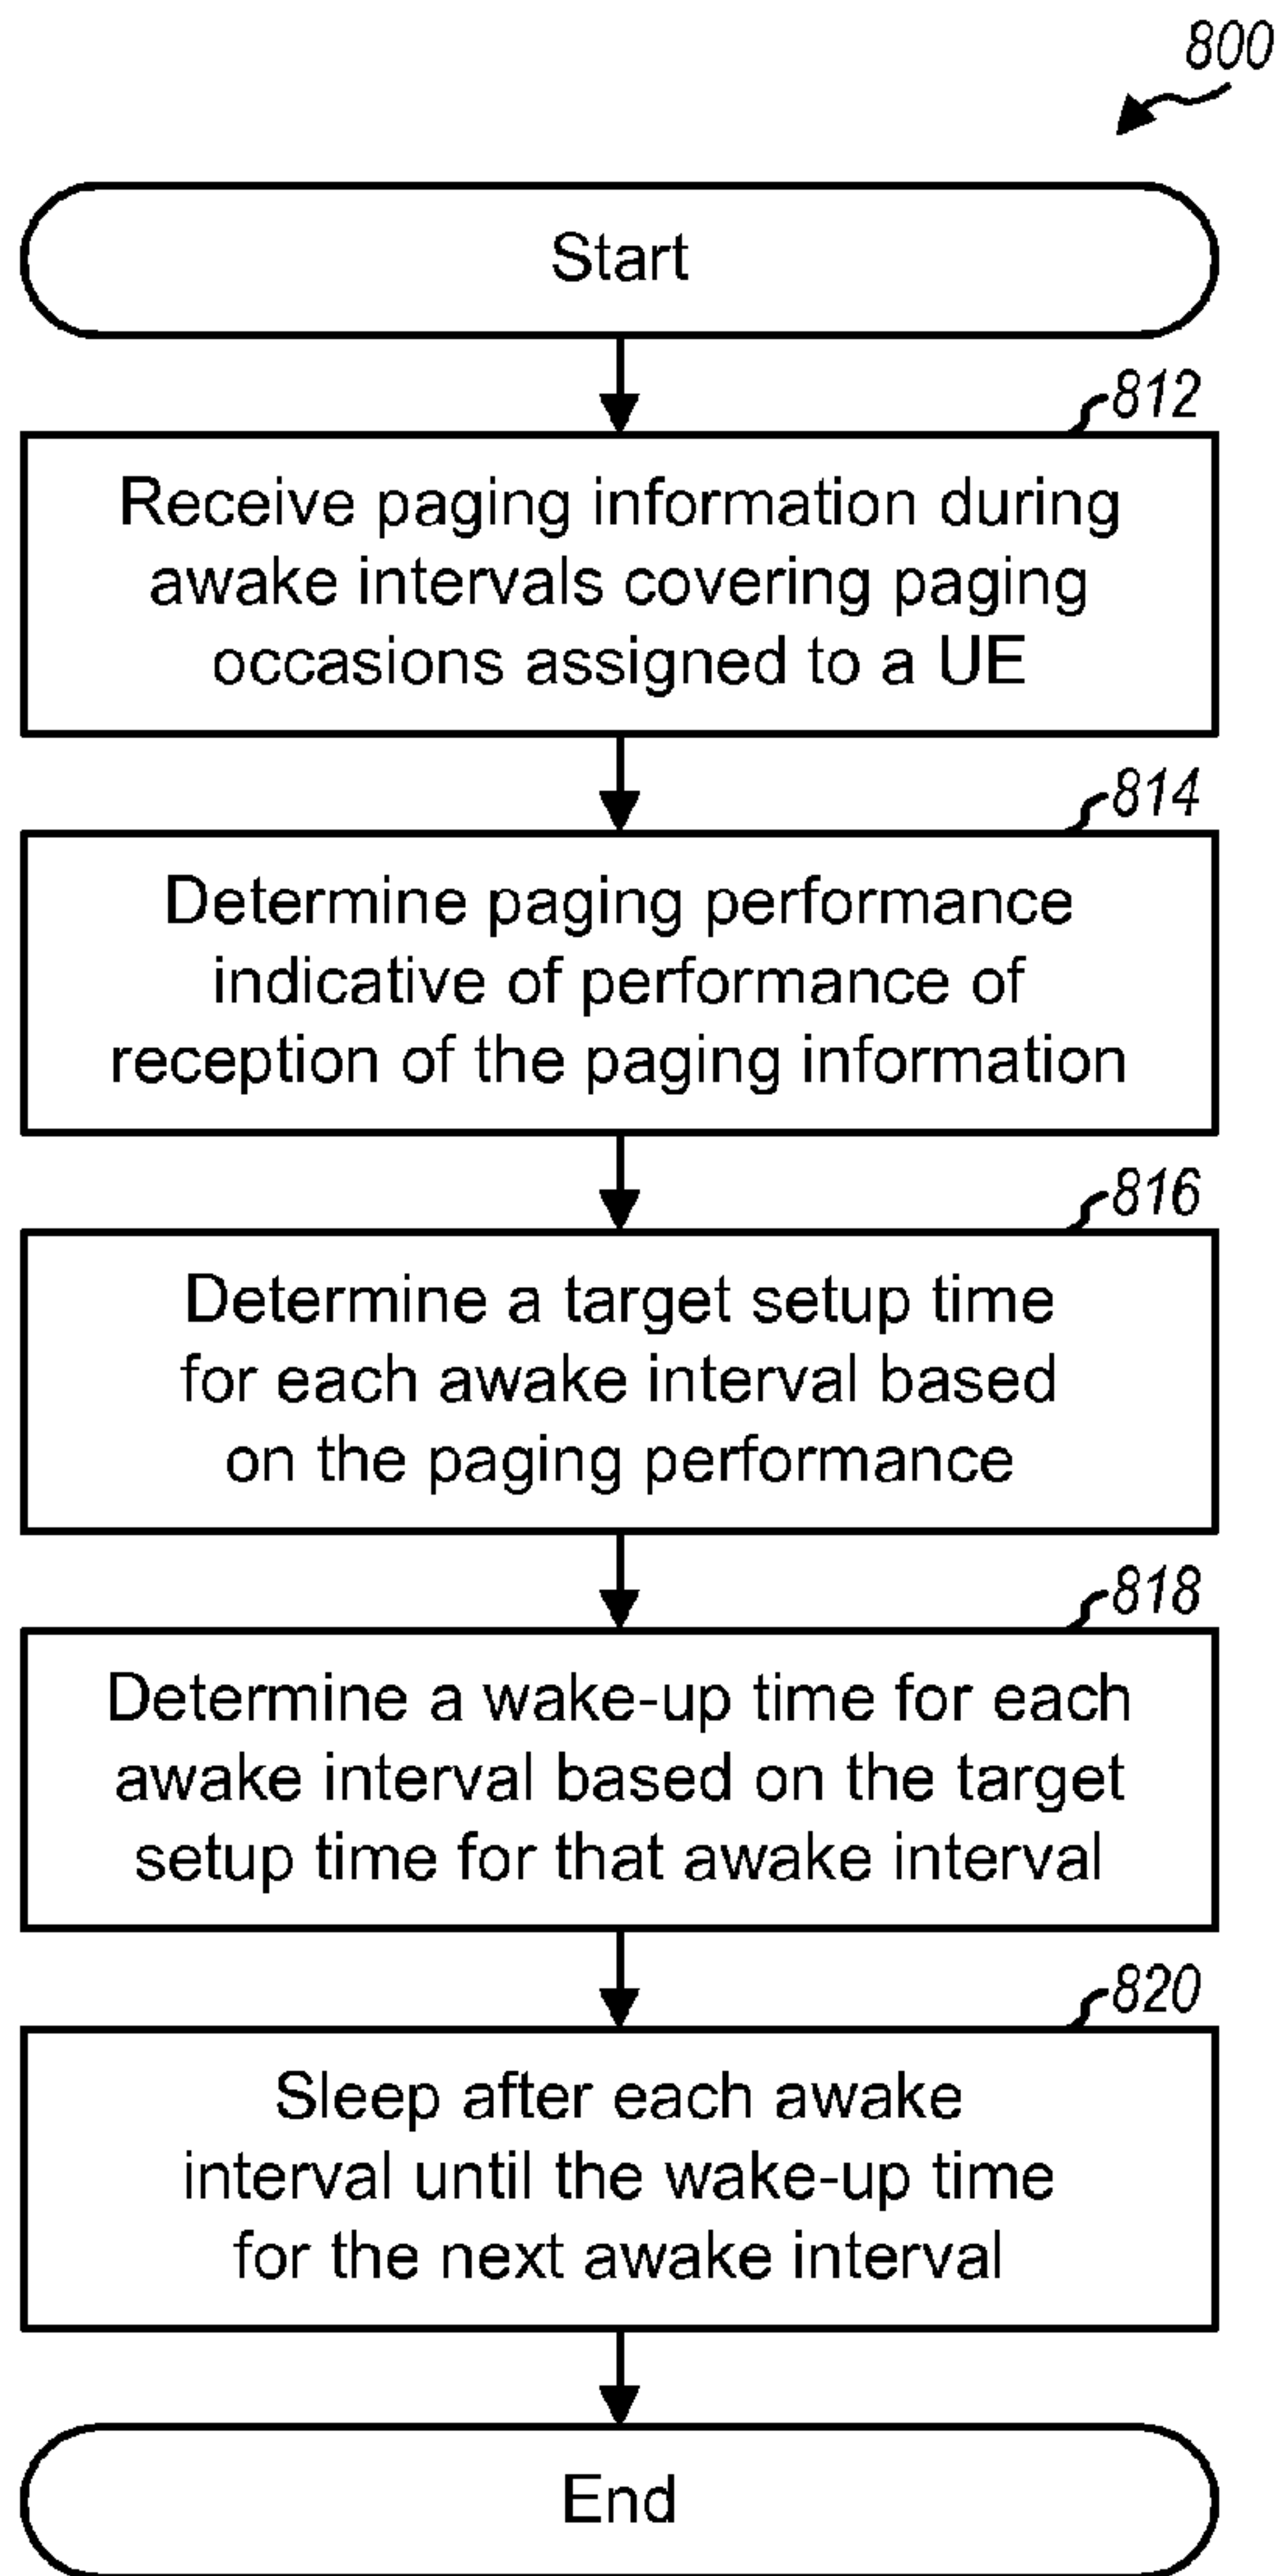 800
Start
812
Receive paging information during
awake intervals covering paging
occasions assigned to a UE
814
Determine paging performance
indicative of performance of
reception of the paging information
816
Determine a target setup time
for each awake interval based
on the paging performance
818
Determine a wake-up time for each
awake interval based on the target
setup time for that awake interval
820
Sleep after each awake
interval until the wake-up time
for the next awake interval
End